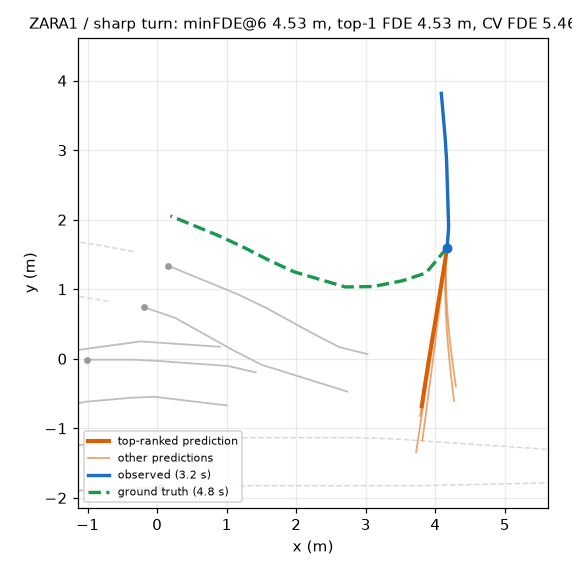 ZARA1 / sharp turn: minFDE@6 4.53 m, top-1 FDE 4.53 m, CV FDE 5.46
4
3
2
1
0
−1
−2
y (m)
top-ranked prediction
other predictions
observed (3.2 s)
ground truth (4.8 s)
−1 0 1 2 3 4 5
x (m)